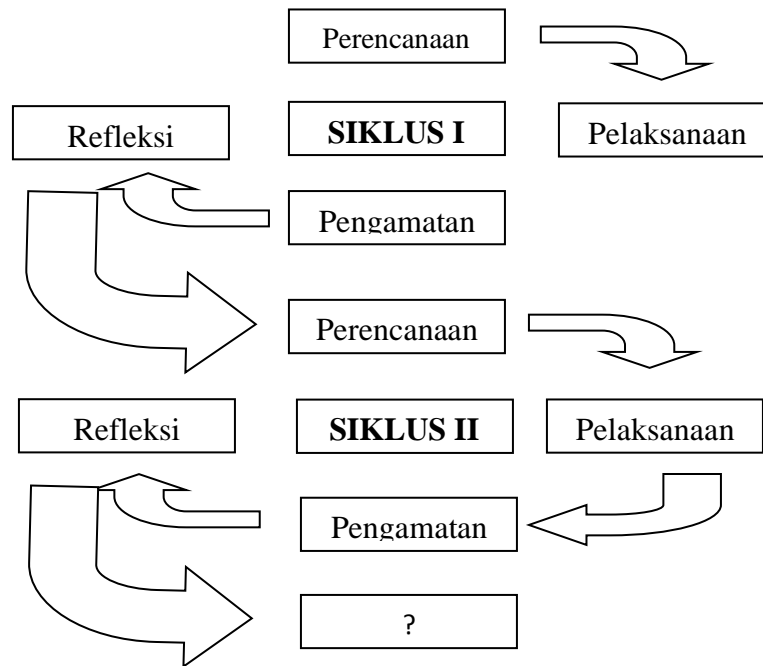 Perencanaan
Refleksi
SIKLUS I
Pelaksanaan
Pengamatan
Perencanaan
Refleksi
SIKLUS II
Pelaksanaan
Pengamatan
?